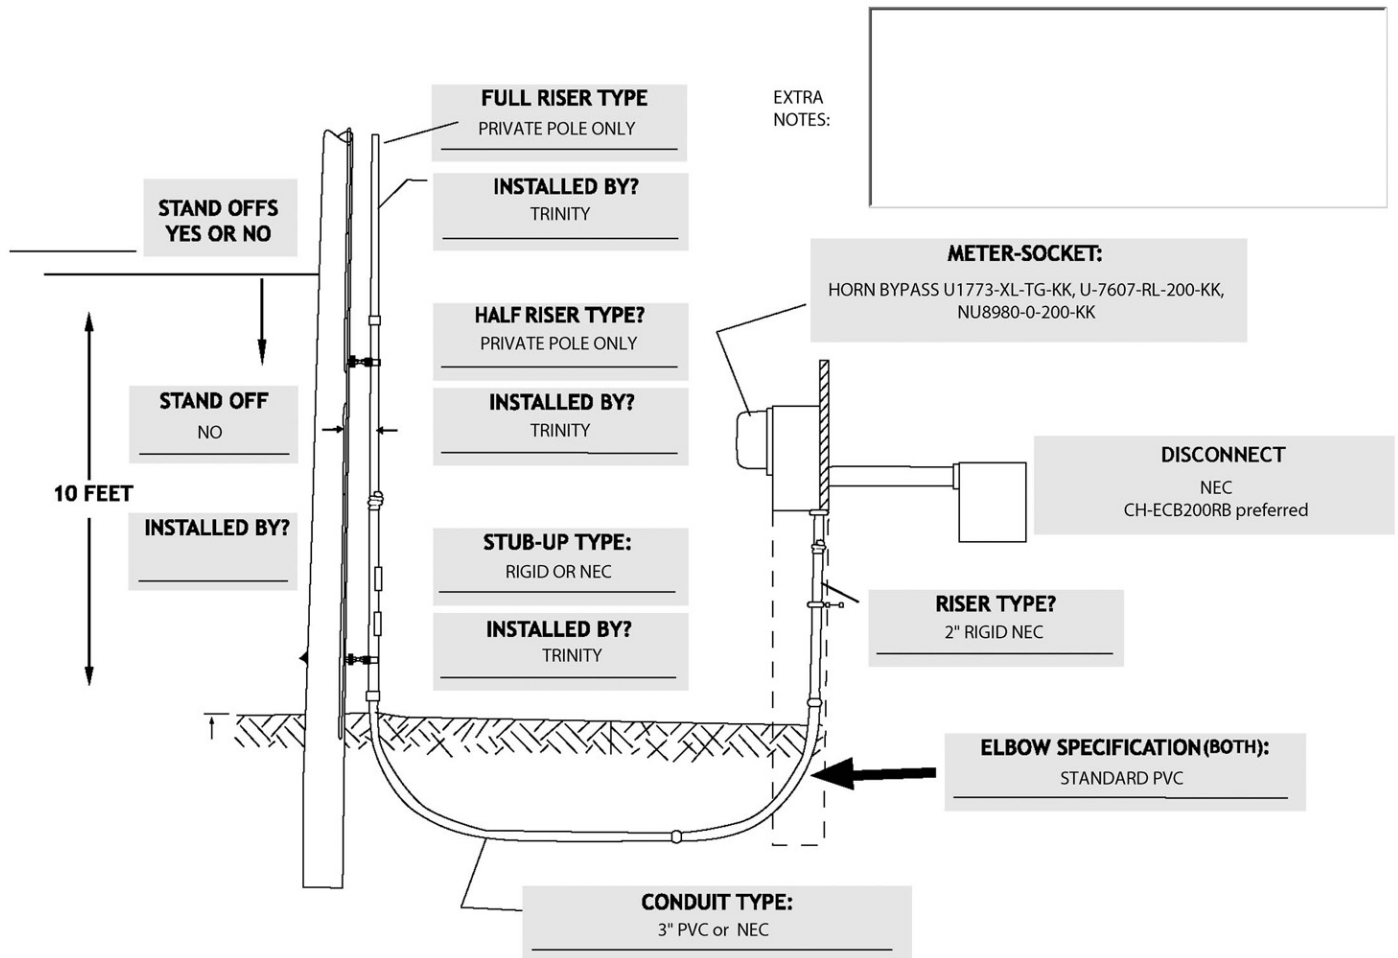 FULL RISER TYPE
PRIVATE POLE ONLY
EXTRA
NOTES:
INSTALLED BY?
TRINITY
STAND OFFS
YES OR NO
METER-SOCKET:
HORN BYPASS U1773-XL-TG-KK, U-7607-RL-200-KK,
NU8980-0-200-KK
HALF RISER TYPE?
PRIVATE POLE ONLY
STAND OFF
NO
INSTALLED BY?
TRINITY
DISCONNECT
NEC
CH-ECB200RB preferred
10 FEET
INSTALLED BY?
STUB-UP TYPE:
RIGID OR NEC
RISER TYPE?
2" RIGID NEC
INSTALLED BY?
TRINITY
ELBOW SPECIFICATION(BOTH):
STANDARD PVC
CONDUIT TYPE:
3" PVC or NEC